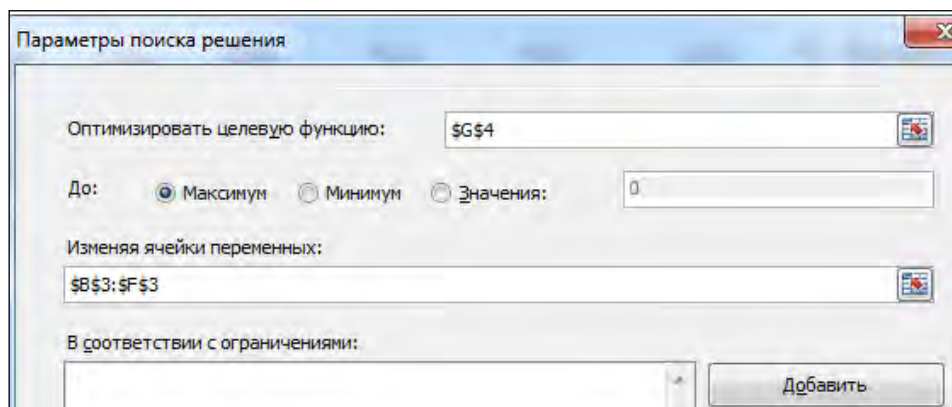 Параметры поиска решения
Оптимизировать целевую функцию: $G$4
До: Максимум Минимум Значения: 0
Изменяя ячейки переменных:
$B$3:$F$3
В соответствии с ограничениями:
Добавить